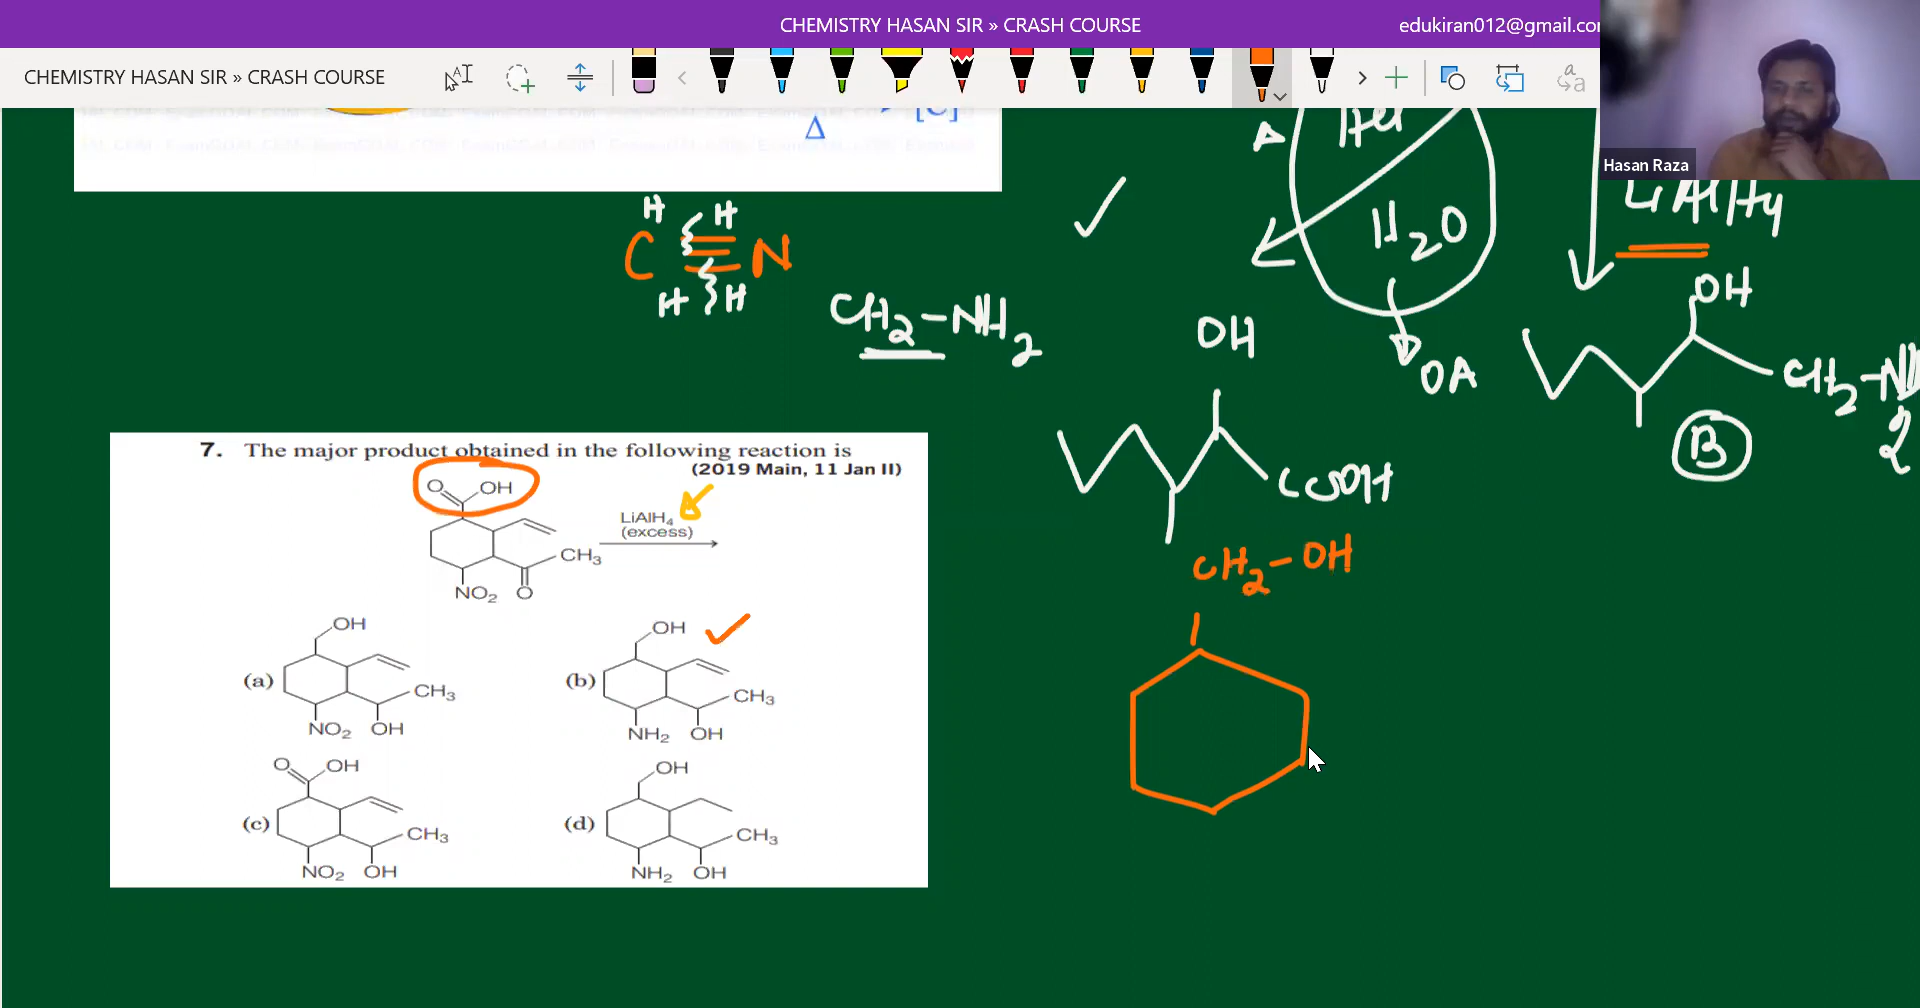 CHEMISTRY HASAN SIR » CRASH COURSE
edukiran012@gmail.co
CHEMISTRY HASAN SIR » CRASH COURSE
Hasan Raza
Δ
[C]
Δ
H2O
LiAlH4
OA
H H
C ≡ N
H H
CH2-NH2
OH
COOH
OH
CH2-N
2
B
7. The major product obtained in the following reaction is
(2019 Main, 11 Jan II)
O OH
LiAlH4
(excess)
CH3
NO2 O
OH
(a)
CH3
NO2 OH
OH
(b)
CH3
NH2 OH
O OH
(c)
CH3
NO2 OH
OH
(d)
CH3
NH2 OH
CH2-OH